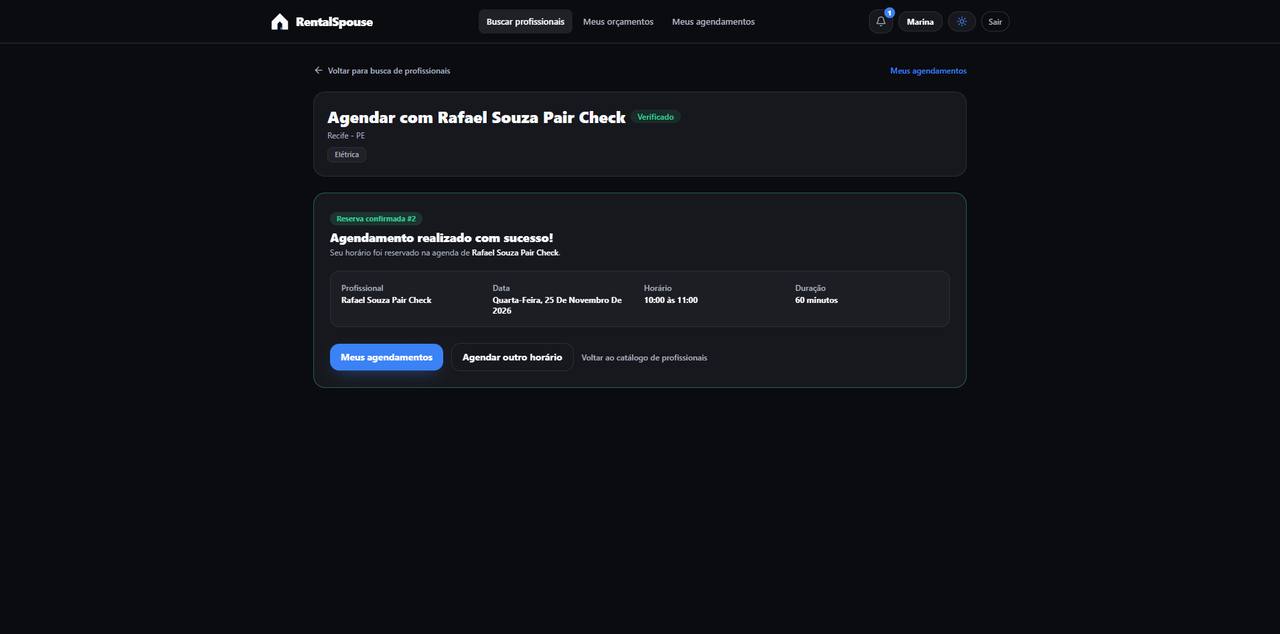 RentalSpouse
Buscar profissionais
Meus orçamentos
Meus agendamentos
1
Marina
Sair
Voltar para busca de profissionais
Meus agendamentos
Agendar com Rafael Souza Pair Check
Verificado
Recife - PE
Elétrica
Reserva confirmada #2
Agendamento realizado com sucesso!
Seu horário foi reservado na agenda de Rafael Souza Pair Check.
Profissional
Rafael Souza Pair Check
Data
Quarta-Feira, 25 De Novembro De
2026
Horário
10:00 às 11:00
Duração
60 minutos
Meus agendamentos
Agendar outro horário
Voltar ao catálogo de profissionais